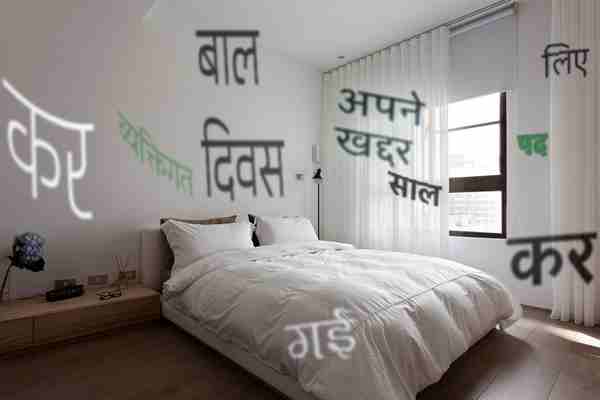 बाल
लिए
कर
व्यक्तिगत
दिवस
अपने
खद्दर
साल
पद
कर
गई